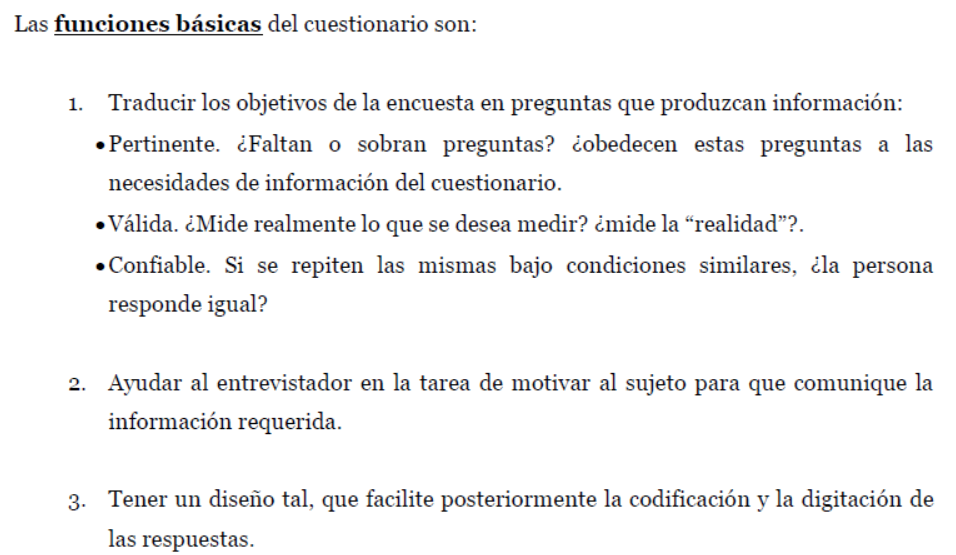 Las funciones básicas del cuestionario son:
1. Traducir los objetivos de la encuesta en preguntas que produzcan información:
•Pertinente. ¿Faltan o sobran preguntas? ¿obedecen estas preguntas a las
necesidades de información del cuestionario.
•Válida. ¿Mide realmente lo que se desea medir? ¿mide la “realidad”?.
•Confiable. Si se repiten las mismas bajo condiciones similares, ¿la persona
responde igual?
2. Ayudar al entrevistador en la tarea de motivar al sujeto para que comunique la
información requerida.
3. Tener un diseño tal, que facilite posteriormente la codificación y la digitación de
las respuestas.